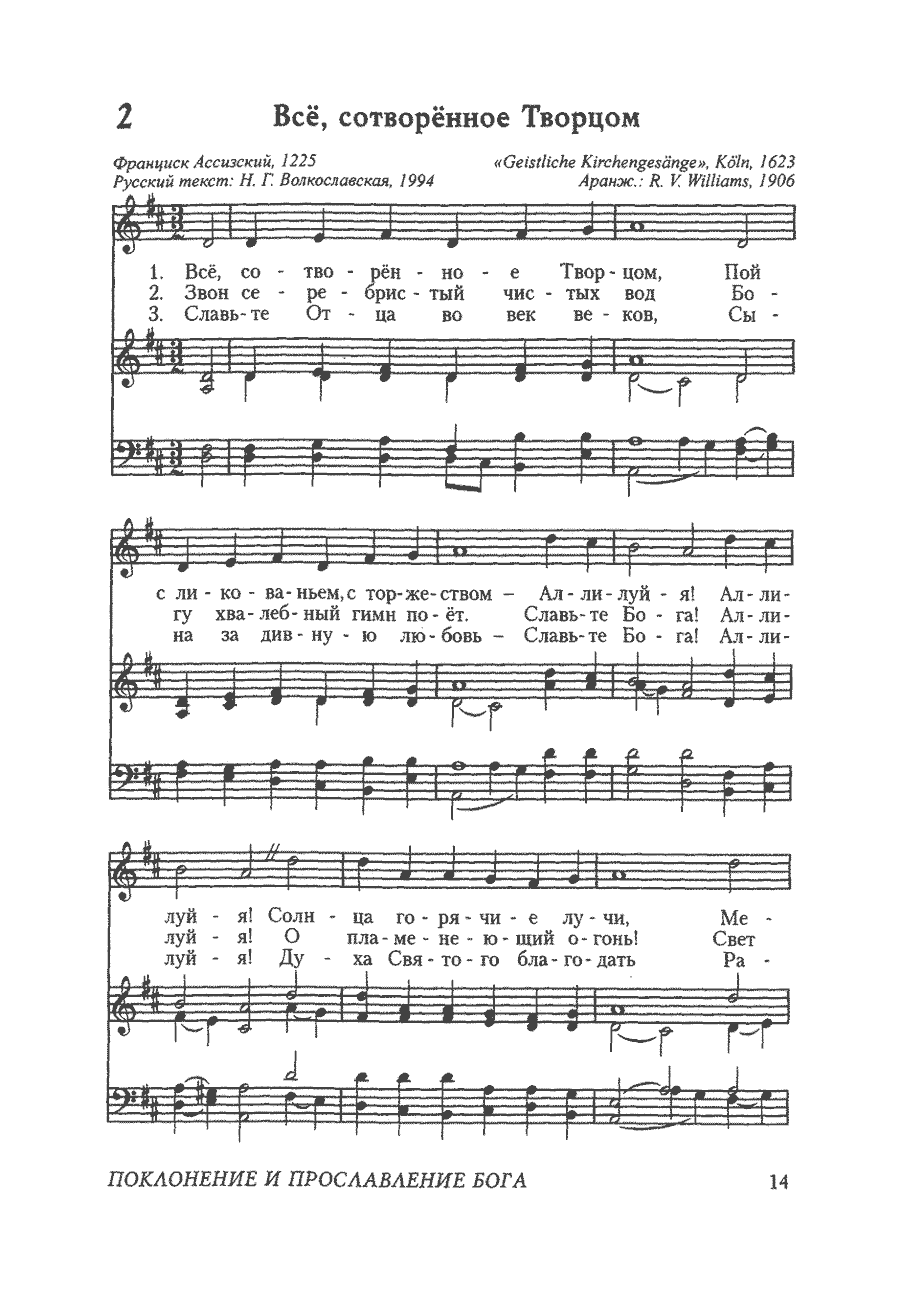 2 Всё, сотворённое Творцом
Франциск Ассизский, 1225 «Geistliche Kirchengesänge», Köln, 1623
Русский текст: Н. Г. Волкославская, 1994 Аранж.: R. V. Williams, 1906
1. Всё, со - тво - рён - но - е Твор - цом, Пой
2. Звон се - ре - брис - тый чис - тых вод Бо -
3. Славь- те От - ца во век ве - ков, Сы -
с ли - ко - ва- ньем, с тор-же-ством – Ал - ли -луй - я! Ал - ли-
гу хва- леб- ный гимн по - ёт. Славь- те Бо - га! Ал - ли-
на за див - ну - ю лю- бовь – Славь- те Бо - га! Ал - ли-
луй - я! Солн - ца го - ря - чи - е лу - чи, Ме -
луй - я! О пла - ме - не - ю - щий о - гонь! Свет
луй - я! Ду - ха Свя - то - го бла - го - дать Ра -
ПОКЛОНЕНИЕ И ПРОСЛАВЛЕНИЕ БОГА 14